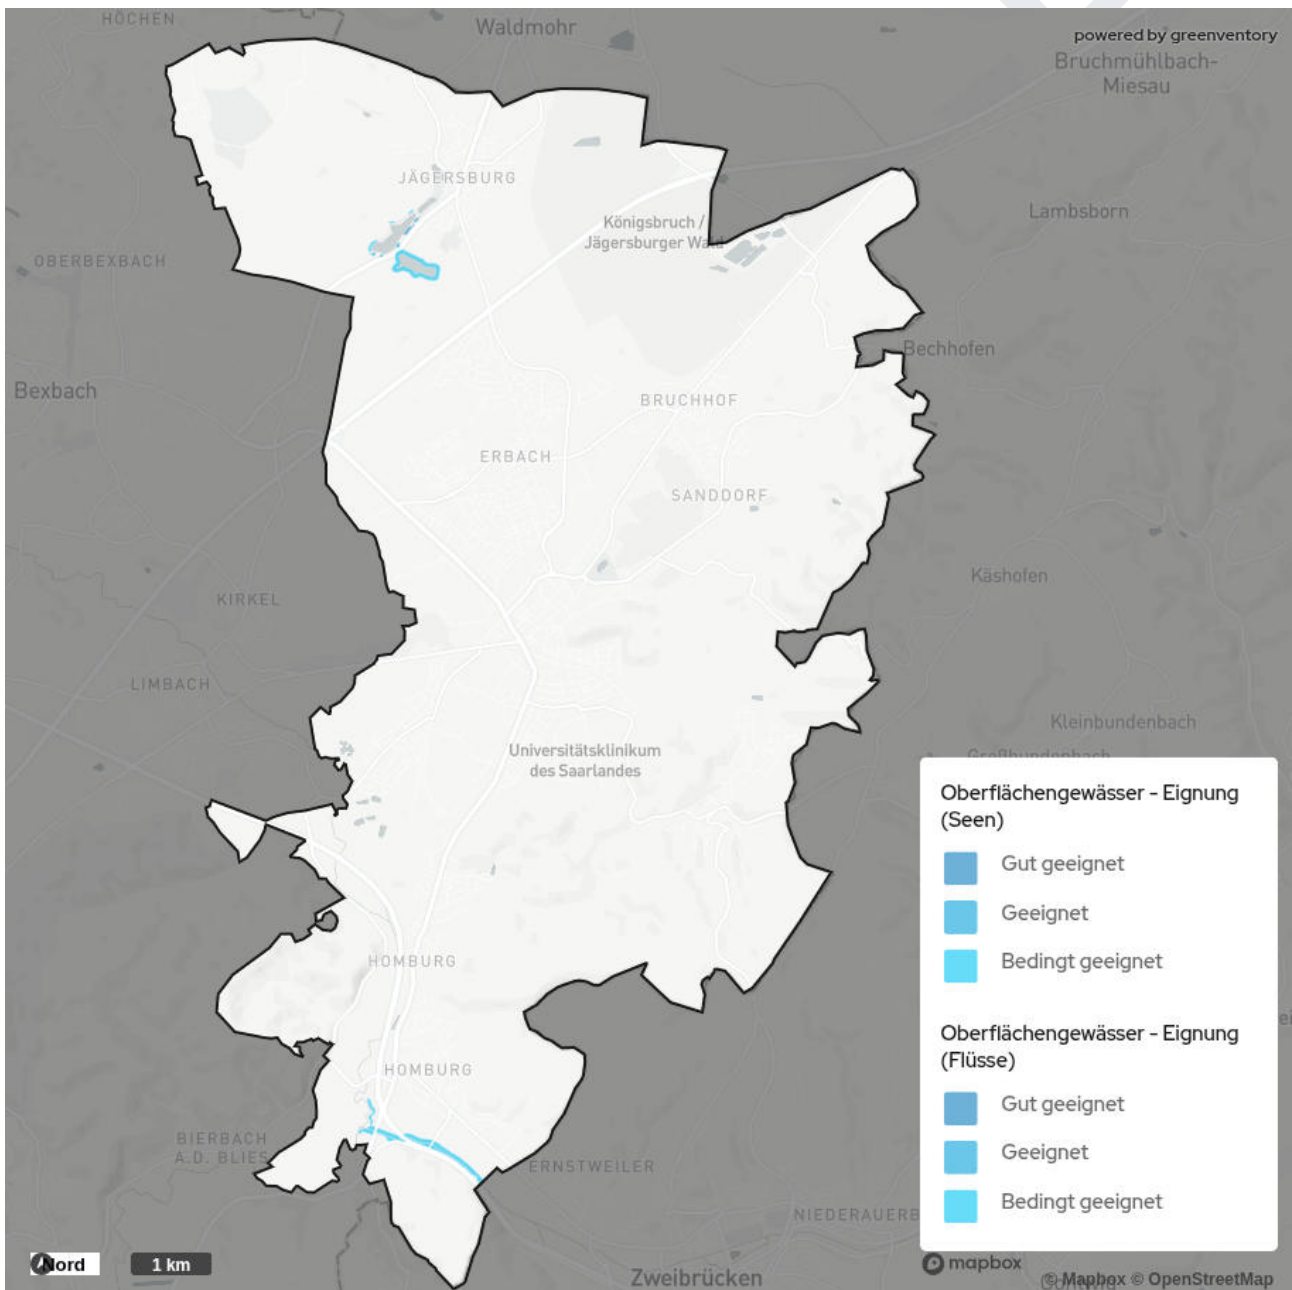 HÖCHEN
Waldmohr
powered by greenventory
Bruchmühlbach-
Miesau
JÄGERSBURG
Lambsborn
Königsbruch /
Jägersburger Wald
OBERBEXBACH
Bechhofen
Bexbach
BRUCHHOF
ERBACH
SANDDORF
Käshofen
KIRKEL
LIMBACH
Kleinbundenbach
Universitätsklinikum
des Saarlandes
Großbundenbach
Oberflächengewässer - Eignung
(Seen)
Gut geeignet
Geeignet
Bedingt geeignet
HOMBURG
Oberflächengewässer - Eignung
(Flüsse)
HOMBURG
Gut geeignet
BIERBACH
A.D. BLIES
Geeignet
ERNSTWEILER
Bedingt geeignet
NIEDERAUERB
Nord
1 km
mapbox
Zweibrücken
© Mapbox © OpenStreetMap